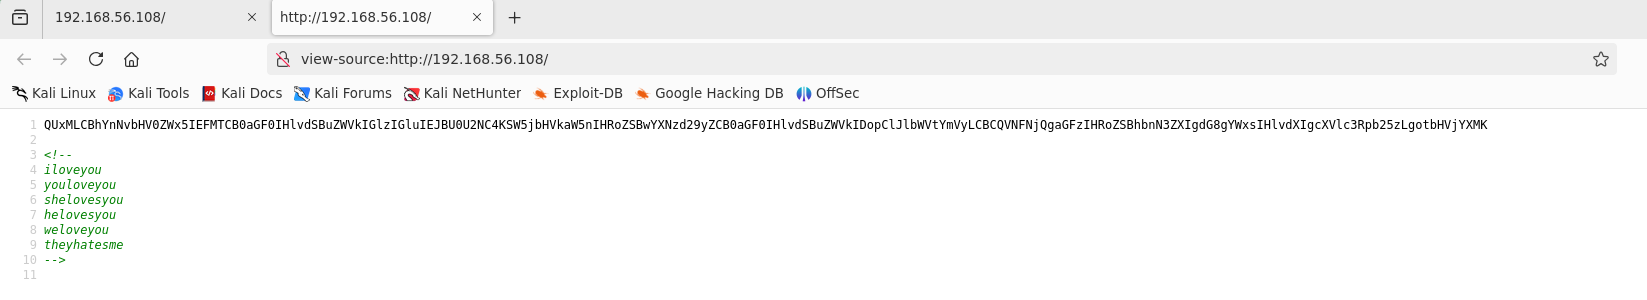 192.168.56.108/
http://192.168.56.108/
view-source:http://192.168.56.108/
Kali Linux Kali Tools Kali Docs Kali Forums Kali NetHunter Exploit-DB Google Hacking DB OffSec
1 QUxMLCBhYnNvbHV0ZWx5IEFMTCB0aGF0IHlvdSBuZWVkIGlzIGluIEJBU0U2NC4KSW5jbHVkaW5nIHRoZSBwYXNzd29yZCB0aGF0IHlvdSBuZWVkIDopClJlbWVtYmVyLCBCQVNFNjQgaGFzIHRoZSBhbnN3ZXIgdG8gYWxsIHlvdXIgcXVlc3Rpb25zLgotbHVjYXMK
2
3 <!--
4 iloveyou
5 youloveyou
6 shelovesyou
7 helovesyou
8 weloveyou
9 theyhatesme
10 -->
11